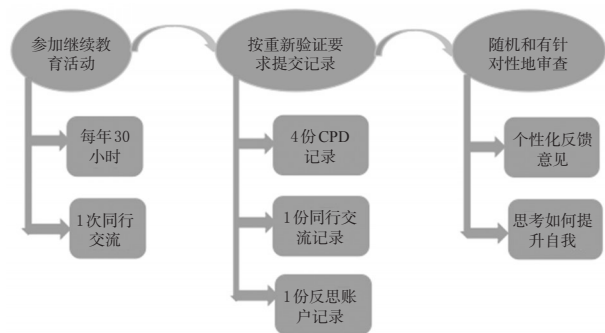 参加继续教
育活动
按重新验证要
求提交记录
随机和有针
对性地审查
每年30
小时
1次同行
交流
4份CPD
记录
1份同行交
流记录
1份反思账
户记录
个性化反馈
意见
思考如何提
升自我